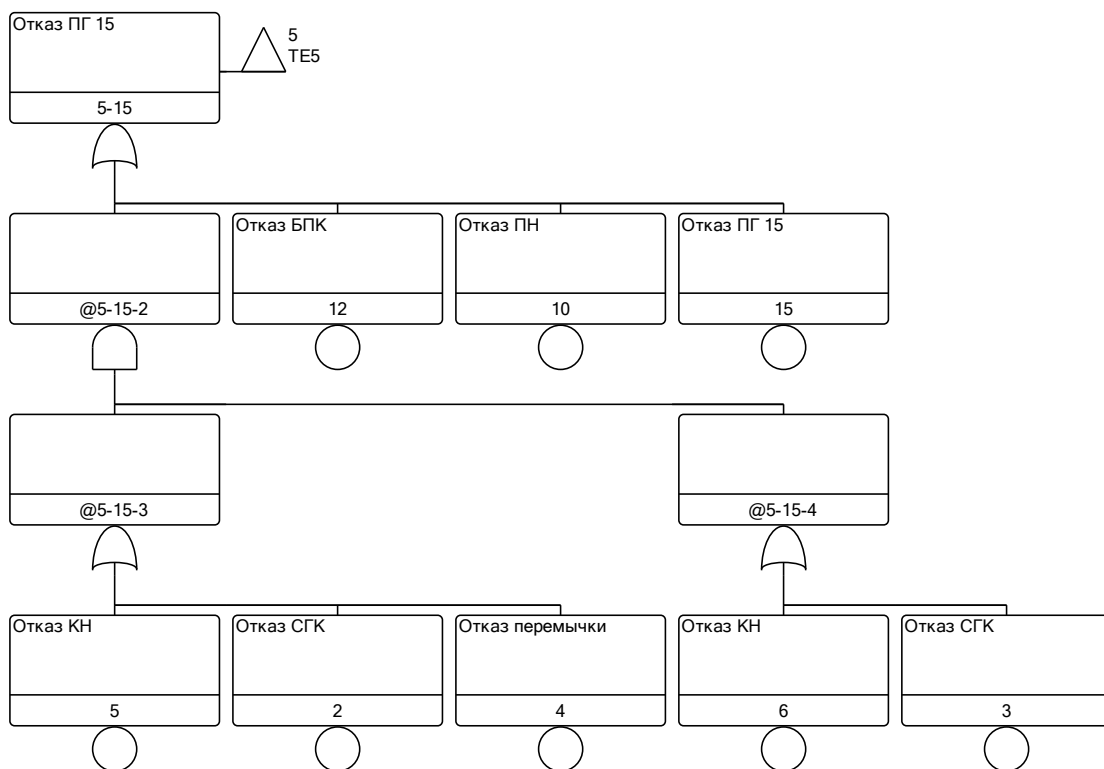 Отказ ПГ 15
5
TE5
5-15
@5-15-2
Отказ БПК
12
Отказ ПН
10
Отказ ПГ 15
15
@5-15-3
@5-15-4
Отказ КН
5
Отказ СГК
2
Отказ перемычки
4
Отказ КН
6
Отказ СГК
3